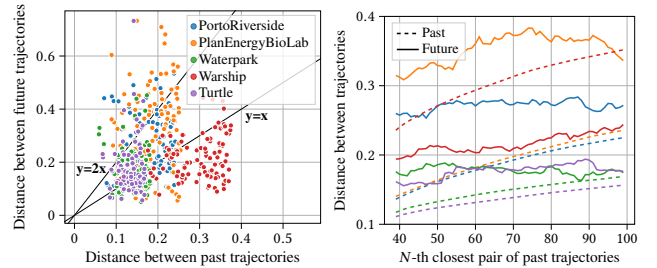 Distance between future trajectories
0.6
0.4
0.2
0
0
0.1
0.2
0.3
0.4
0.5
Distance between past trajectories
PortoRiverside
PlanEnergyBioLab
Waterpark
Warship
Turtle
y=x
y=2x
Distance between trajectories
0.4
0.3
0.2
0.1
40
50
60
70
80
90
100
N-th closest pair of past trajectories
Past
Future